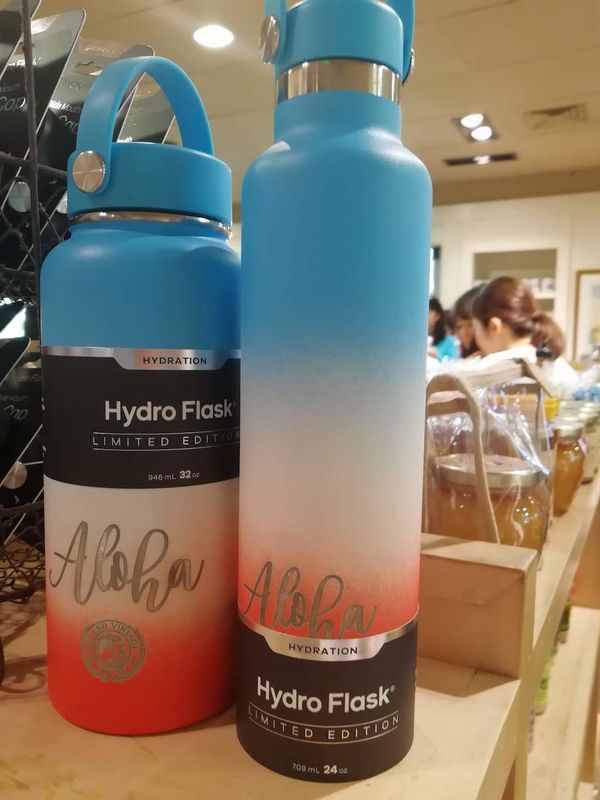 HYDRATION
Hydro Flask®
LIMITED EDITION
946 mL 32 oz
Aloha
Aloha
HYDRATION
Hydro Flask®
LIMITED EDITION
709 mL 24 oz